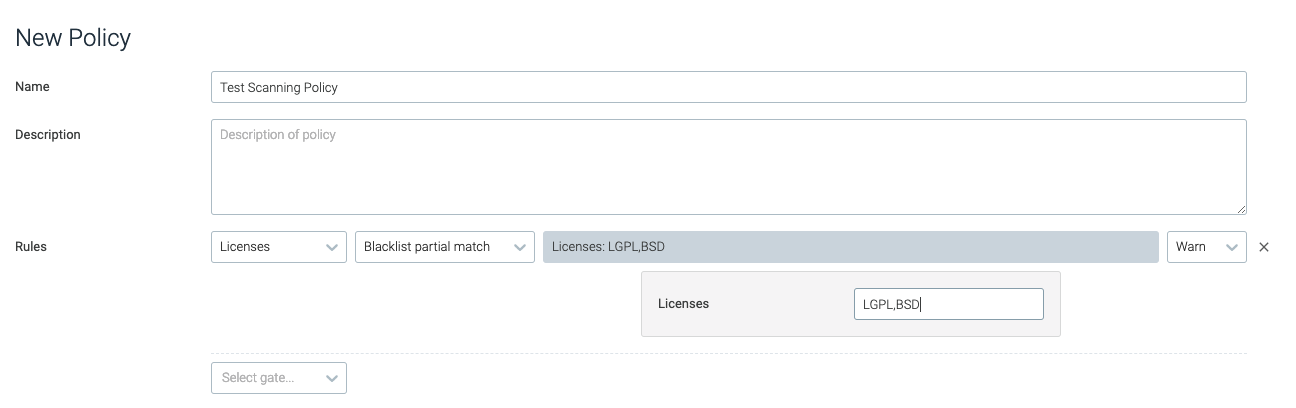 New Policy
Name
Test Scanning Policy
Description
Description of policy
Rules
Licenses
Blacklist partial match
Licenses: LGPL,BSD
Warn
Licenses
LGPL,BSD
Select gate...